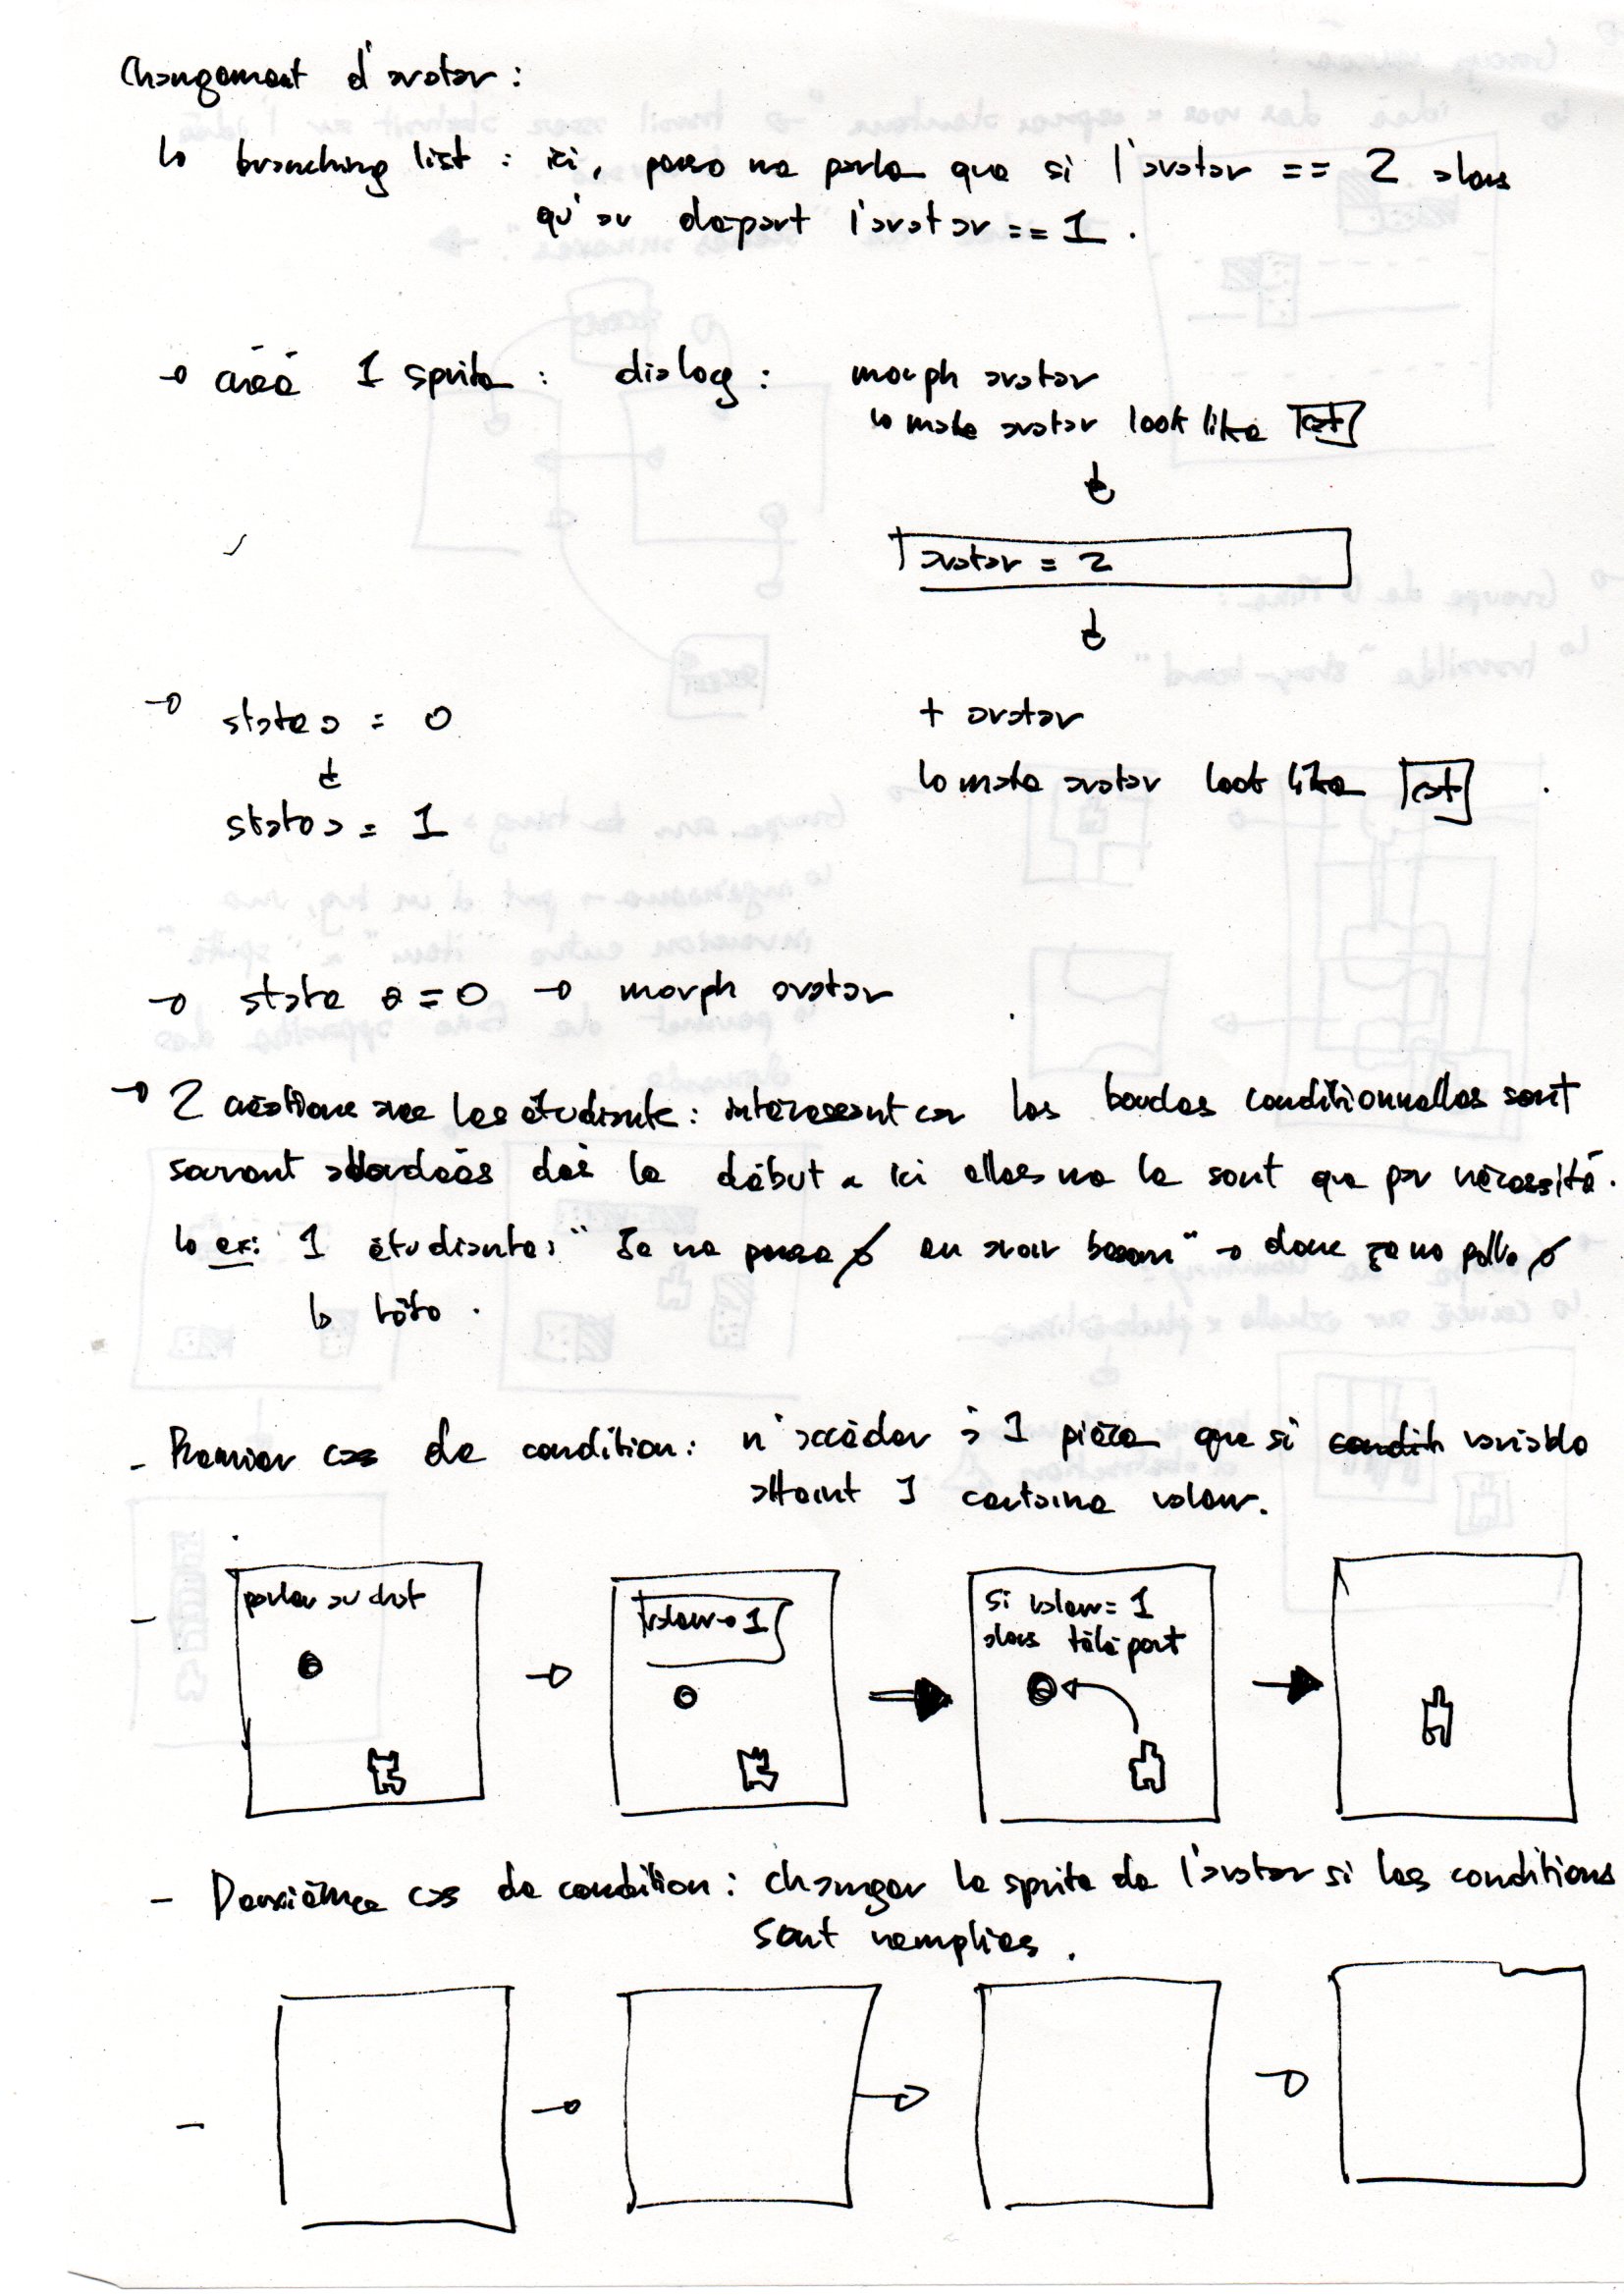 Changement d'avatar :
↳ branching list : ici, perso ne parle que si l'avatar == 2 alors
qu'au départ l'avatar == 1.
→ créé 1 sprite : dialog : morph avatar
↳ make avatar look like cat
↓
avatar = 2
↓
→ state a = 0
+ avatar
↓
↳ make avatar look like cat
state a = 1
→ state a = 0 → morph avatar
→ 2 créations avec les étudiants : intéressant car les boucles conditionnelles sont
souvent abordées dès le début & ici elles ne le sont que par nécessité.
↳ ex: 1 étudiante : "Je ne pense ∅ en avoir besoin" → donc ça ne pollue ∅
la tête.
- Premier cas de condition : n'accéder à 1 pièce que si condit variable
atteint 1 certaine valeur.
- parler au chat → valeur → 1 si valeur = 1
alors téléport
- Deuxième cas de condition : changer le sprite de l'avatar si les conditions
sont remplies.